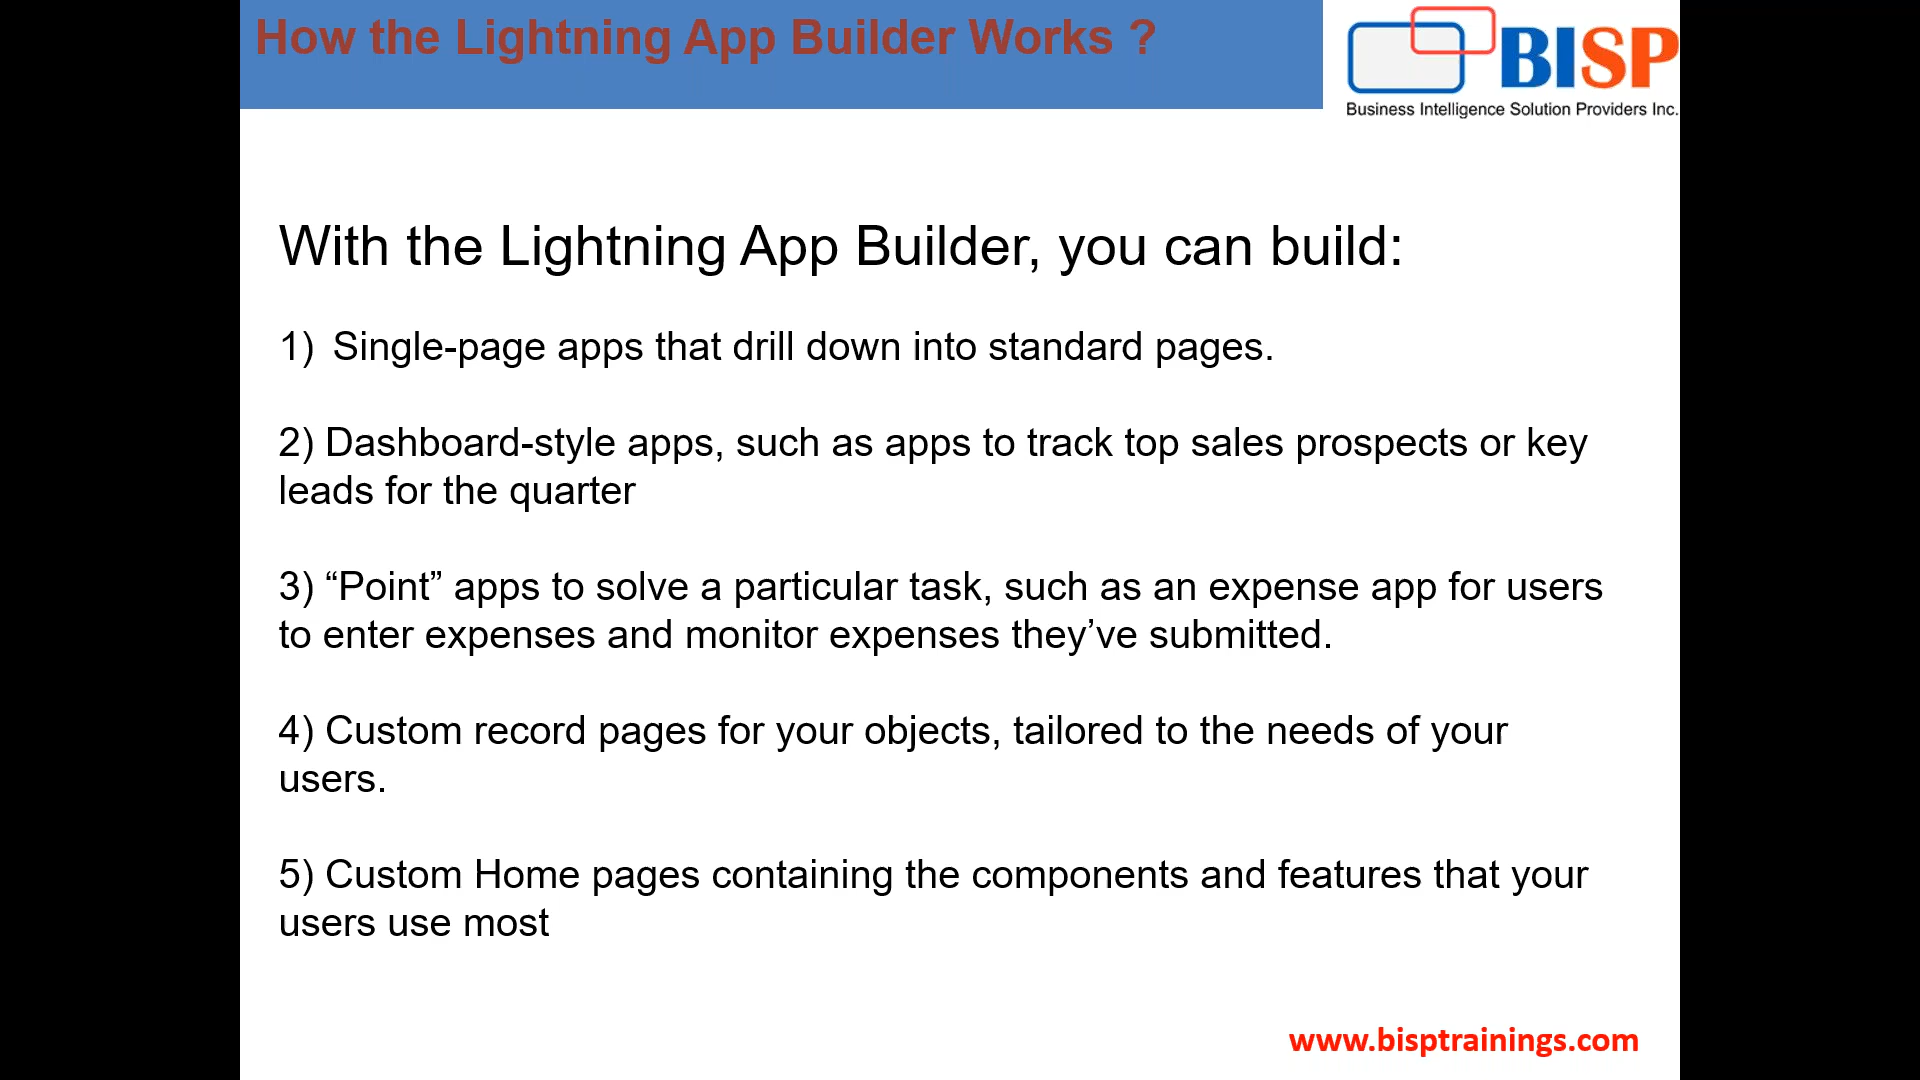 How the Lightning App Builder Works ?
BISP
Business Intelligence Solution Providers Inc.
With the Lightning App Builder, you can build:
1) Single-page apps that drill down into standard pages.
2) Dashboard-style apps, such as apps to track top sales prospects or key
leads for the quarter
3) “Point” apps to solve a particular task, such as an expense app for users
to enter expenses and monitor expenses they’ve submitted.
4) Custom record pages for your objects, tailored to the needs of your
users.
5) Custom Home pages containing the components and features that your
users use most
www.bisptrainings.com